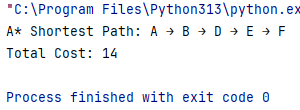 "C:\Program Files\Python313\python.ex
A* Shortest Path: A → B → D → E → F
Total Cost: 14
Process finished with exit code 0